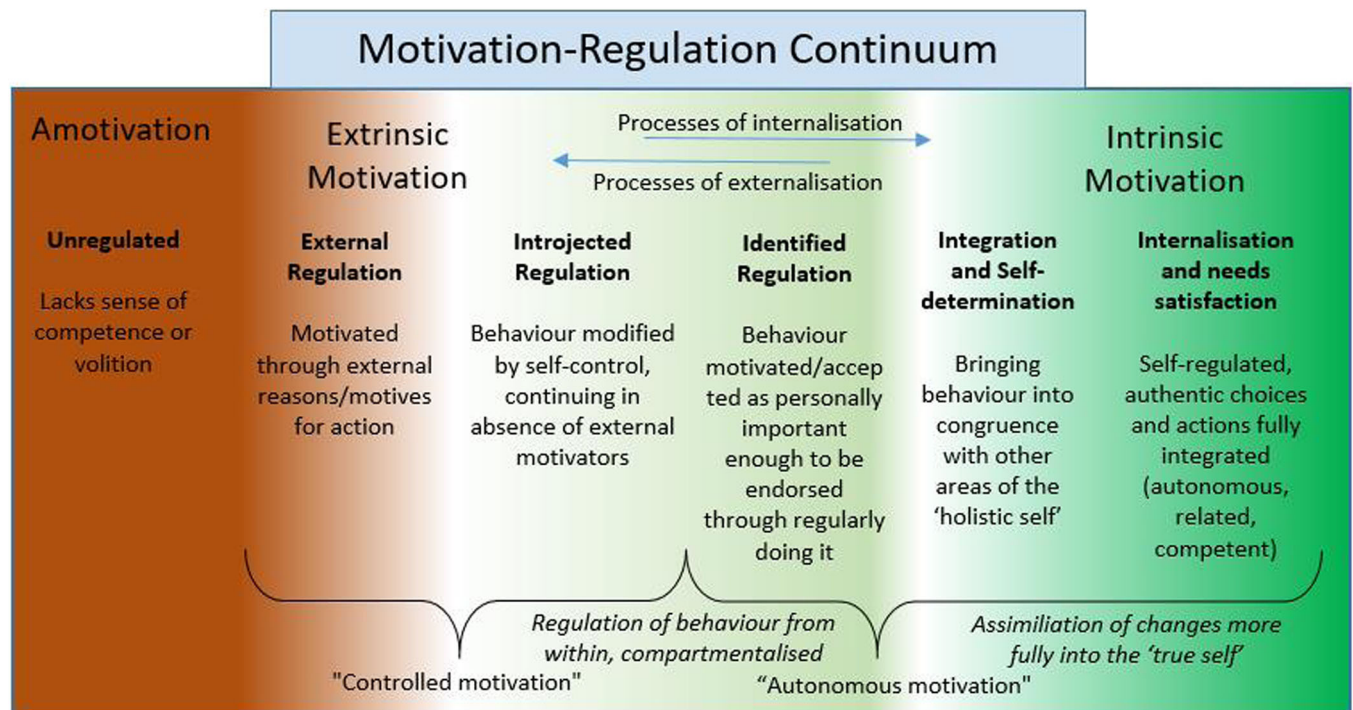 Motivation-Regulation Continuum
Amotivation
Extrinsic
Motivation
Processes of internalisation
Processes of externalisation
Intrinsic
Motivation
Unregulated
Lacks sense of
competence or
volition
External
Regulation
Motivated
through external
reasons/motives
for action
Introjected
Regulation
Behaviour modified
by self-control,
continuing in
absence of external
motivators
Identified
Regulation
Behaviour
motivated/accep
ted as personally
important
enough to be
endorsed
through regularly
doing it
Integration
and Self-
determination
Bringing
behaviour into
congruence
with other
areas of the
‘holistic self’
Internalisation
and needs
satisfaction
Self-regulated,
authentic choices
and actions fully
integrated
(autonomous,
related,
competent)
Regulation of behaviour from
within, compartmentalised
Assimiliation of changes more
fully into the ‘true self’
"Controlled motivation"
“Autonomous motivation"